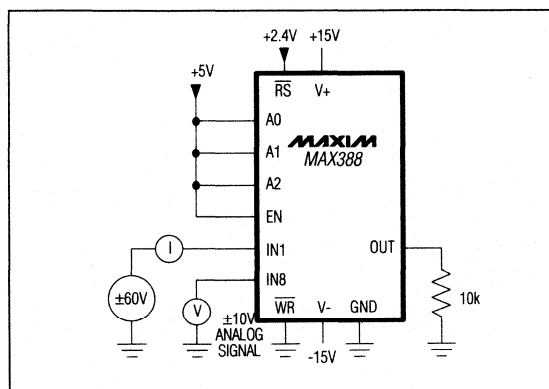 +2.4V +15V
+5V
RS V+
A0
MAXIM
A1
MAX388
A2
EN
I IN1 OUT
IN8
±60V V 10k
±10V WR V- GND
ANALOG
SIGNAL -15V